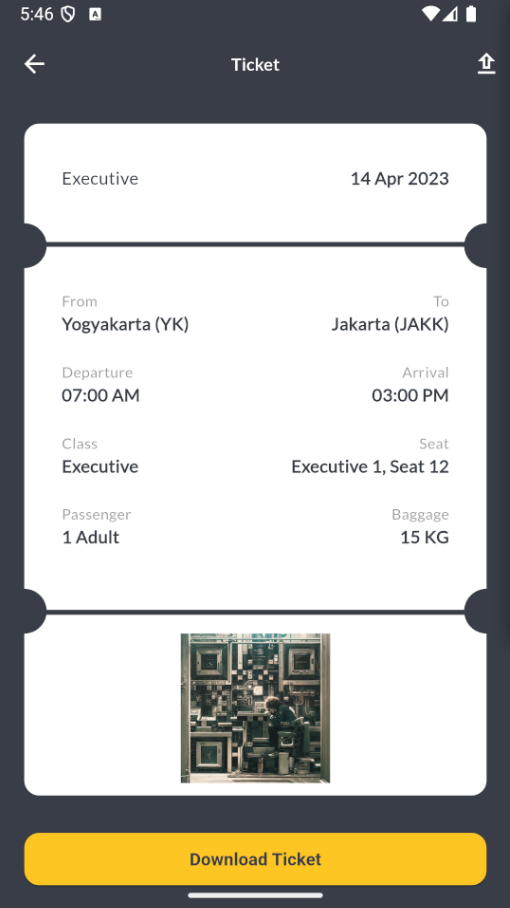 5:46
Ticket
Executive 14 Apr 2023
From To
Yogyakarta (YK) Jakarta (JAKK)
Departure Arrival
07:00 AM 03:00 PM
Class Seat
Executive Executive 1, Seat 12
Passenger Baggage
1 Adult 15 KG
Download Ticket